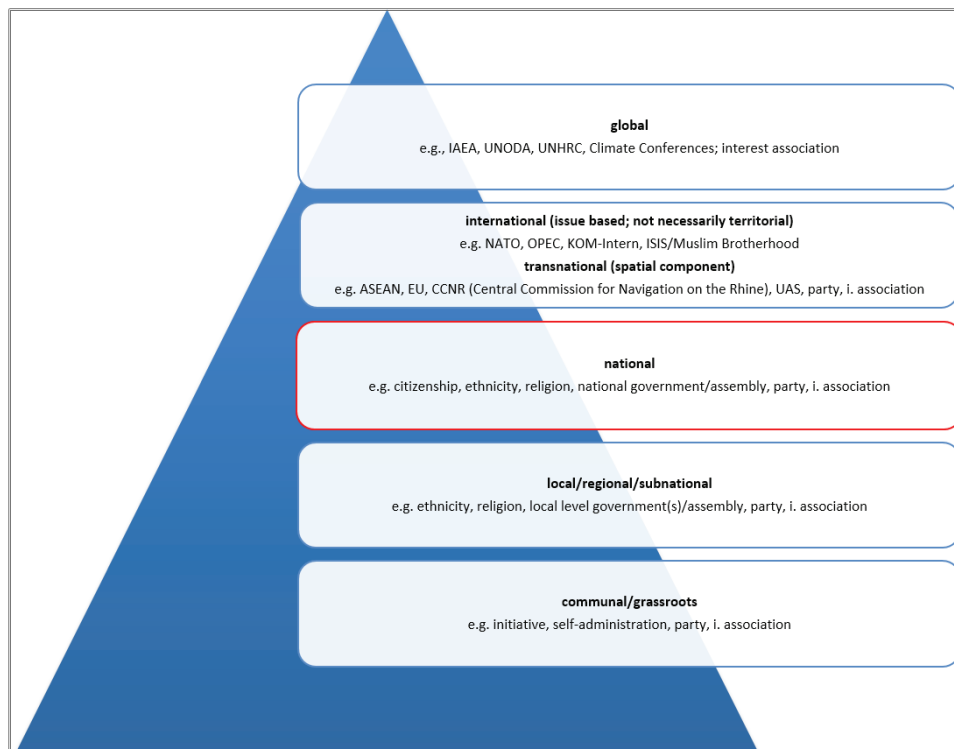 global
e.g., IAEA, UNODA, UNHRC, Climate Conferences; interest association
international (issue based; not necessarily territorial)
e.g. NATO, OPEC, KOM-Intern, ISIS/Muslim Brotherhood
transnational (spatial component)
e.g. ASEAN, EU, CCNR (Central Commission for Navigation on the Rhine), UAS, party, i. association
national
e.g. citizenship, ethnicity, religion, national government/assembly, party, i. association
local/regional/subnational
e.g. ethnicity, religion, local level government(s)/assembly, party, i. association
communal/grassroots
e.g. initiative, self-administration, party, i. association